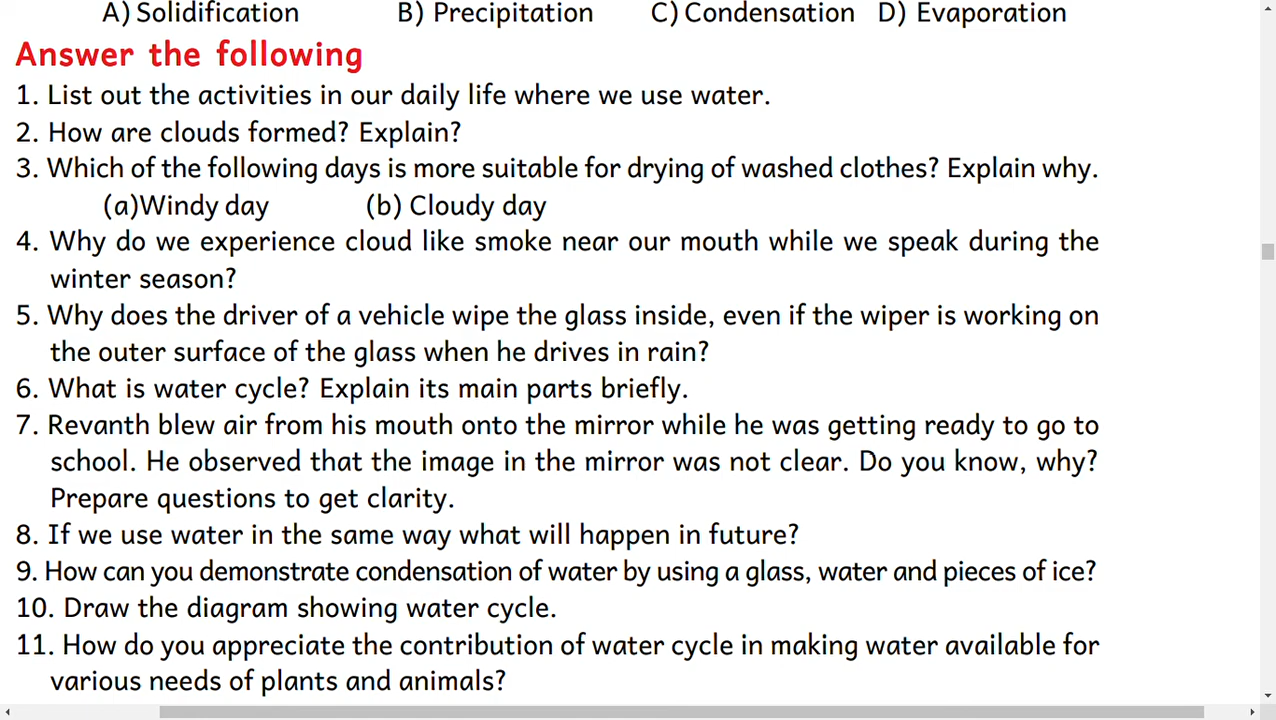 A) Solidification B) Precipitation C) Condensation D) Evaporation
Answer the following
1. List out the activities in our daily life where we use water.
2. How are clouds formed? Explain?
3. Which of the following days is more suitable for drying of washed clothes? Explain why.
(a)Windy day (b) Cloudy day
4. Why do we experience cloud like smoke near our mouth while we speak during the
winter season?
5. Why does the driver of a vehicle wipe the glass inside, even if the wiper is working on
the outer surface of the glass when he drives in rain?
6. What is water cycle? Explain its main parts briefly.
7. Revanth blew air from his mouth onto the mirror while he was getting ready to go to
school. He observed that the image in the mirror was not clear. Do you know, why?
Prepare questions to get clarity.
8. If we use water in the same way what will happen in future?
9. How can you demonstrate condensation of water by using a glass, water and pieces of ice?
10. Draw the diagram showing water cycle.
11. How do you appreciate the contribution of water cycle in making water available for
various needs of plants and animals?